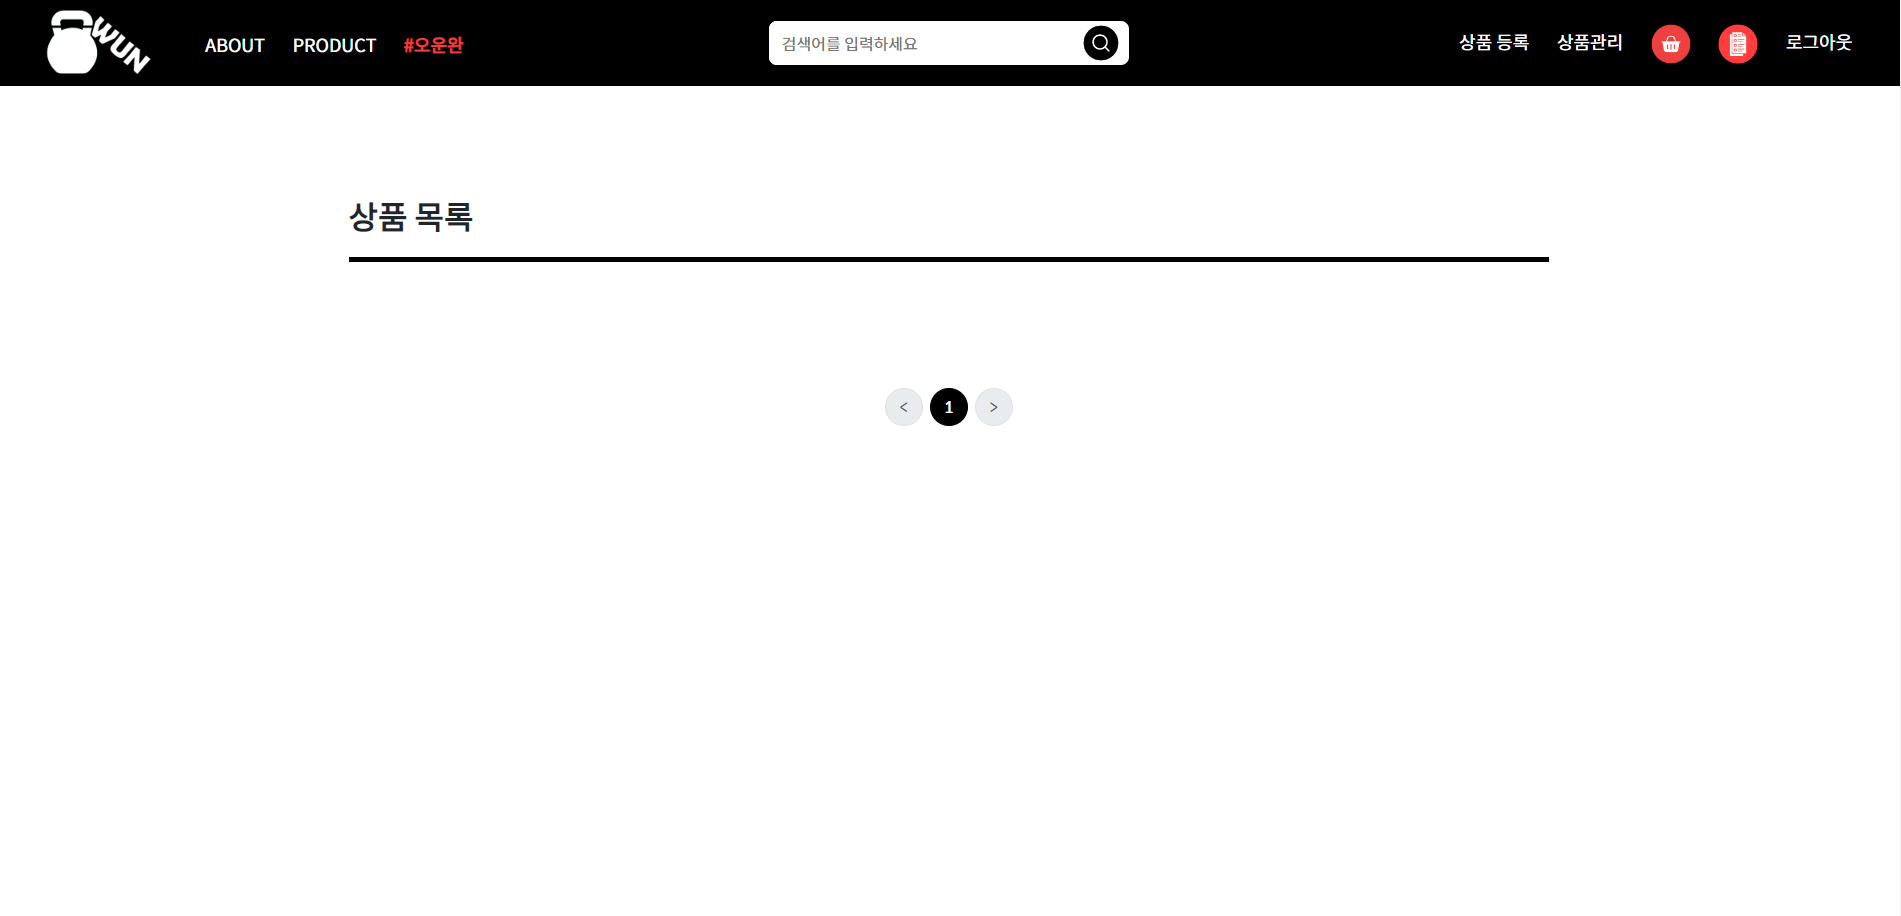 WUN
ABOUT PRODUCT #오운완
검색어를 입력하세요
상품 등록 상품관리 로그아웃
상품 목록
< 1 >